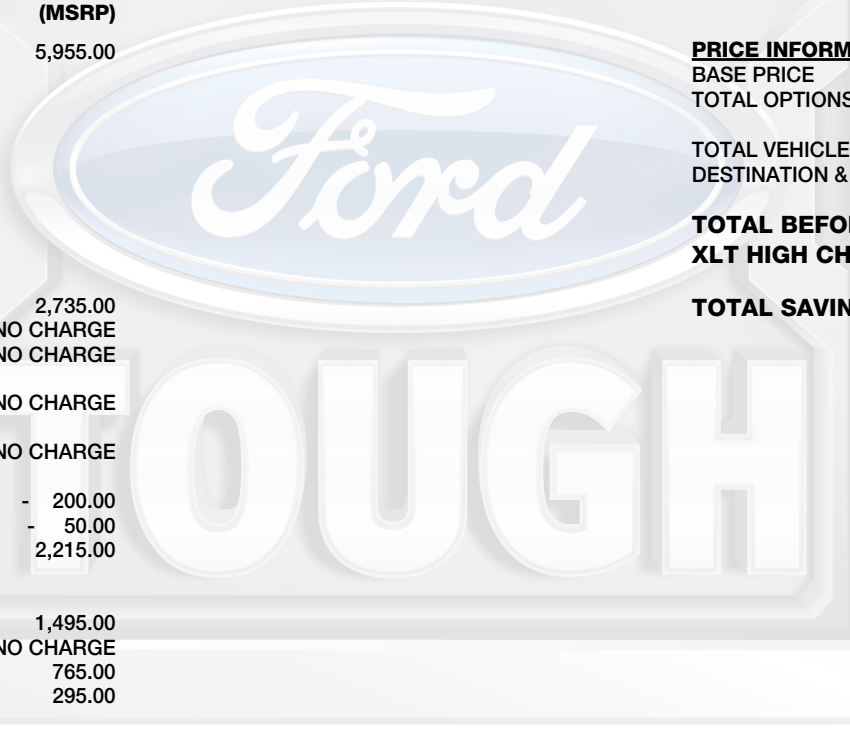 (MSRP)
5,955.00
2,735.00
NO CHARGE
NO CHARGE
NO CHARGE
NO CHARGE
- 200.00
- 50.00
2,215.00
1,495.00
NO CHARGE
765.00
295.00
PRICE INFORM
BASE PRICE
TOTAL OPTIONS
TOTAL VEHICLE
DESTINATION &
TOTAL BEFO
XLT HIGH CH
TOTAL SAVIN
Ford
TOUGH